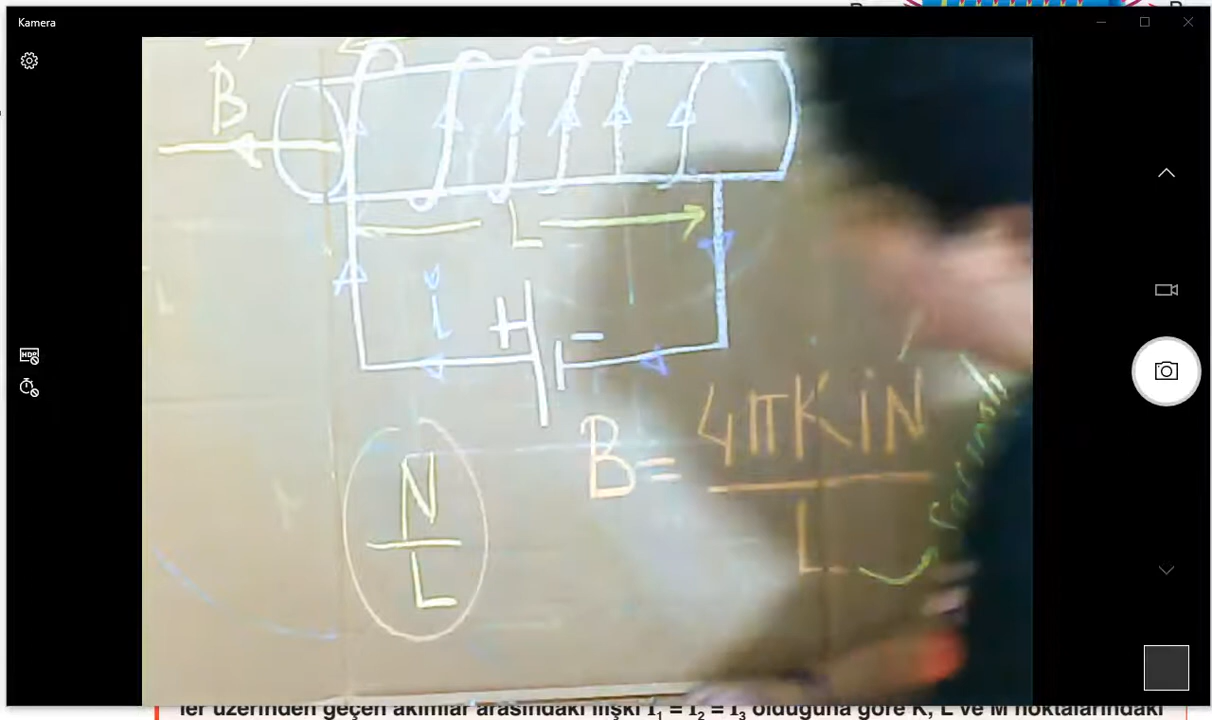 Kamera
B
L
i
+ -
N
L
B = 4πKiN
L
ler üzerinden geçen akımlar arasındaki ilişki I₁ = I₂ = I₃ olduğuna göre K, L ve M noktalarındaki